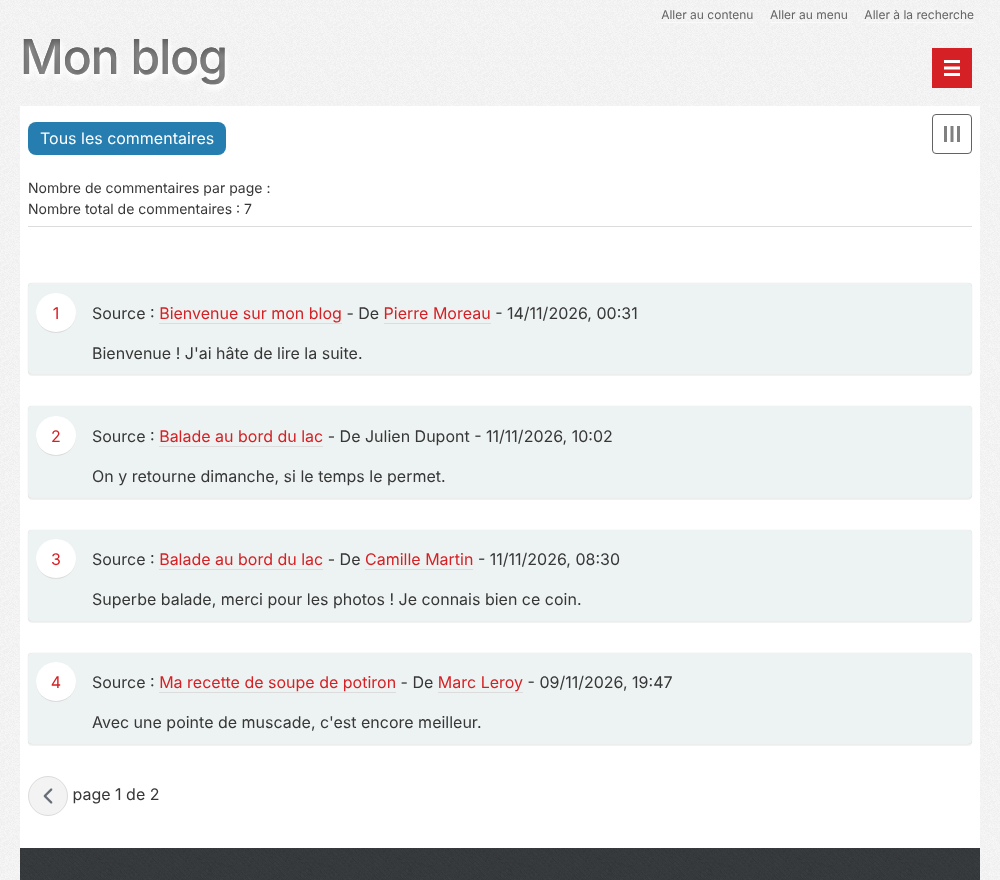 Aller au contenu Aller au menu Aller à la recherche
Mon blog
Tous les commentaires
Nombre de commentaires par page :
Nombre total de commentaires : 7
1 Source : Bienvenue sur mon blog - De Pierre Moreau - 14/11/2026, 00:31
Bienvenue ! J'ai hâte de lire la suite.
2 Source : Balade au bord du lac - De Julien Dupont - 11/11/2026, 10:02
On y retourne dimanche, si le temps le permet.
3 Source : Balade au bord du lac - De Camille Martin - 11/11/2026, 08:30
Superbe balade, merci pour les photos ! Je connais bien ce coin.
4 Source : Ma recette de soupe de potiron - De Marc Leroy - 09/11/2026, 19:47
Avec une pointe de muscade, c'est encore meilleur.
page 1 de 2